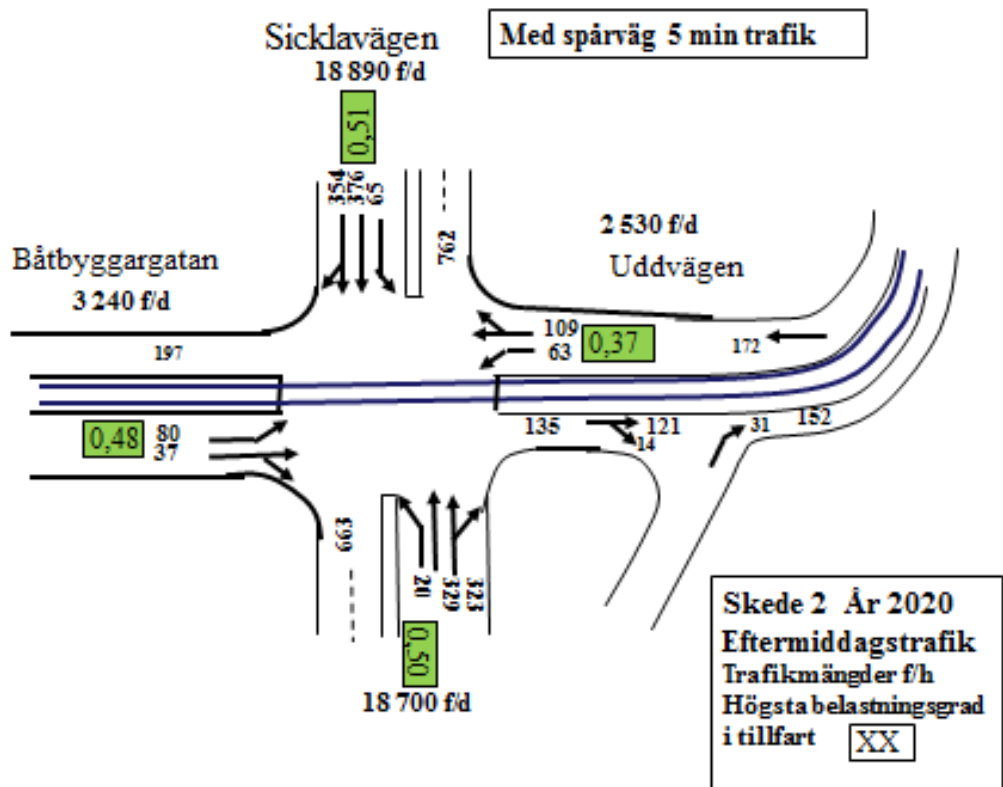 Sicklavägen
18 890 f/d
Med spårväg 5 min trafik
0,51
354
376
65
762
2 530 f/d
Uddvägen
Båtbyggargatan
3 240 f/d
197
109
63
0,37
172
0,48
80
37
135
121
14
31
152
663
20
329
323
0,50
18 700 f/d
Skede 2 År 2020
Eftermiddagstrafik
Trafikmängder f/h
Högsta belastningsgrad
i tillfart XX